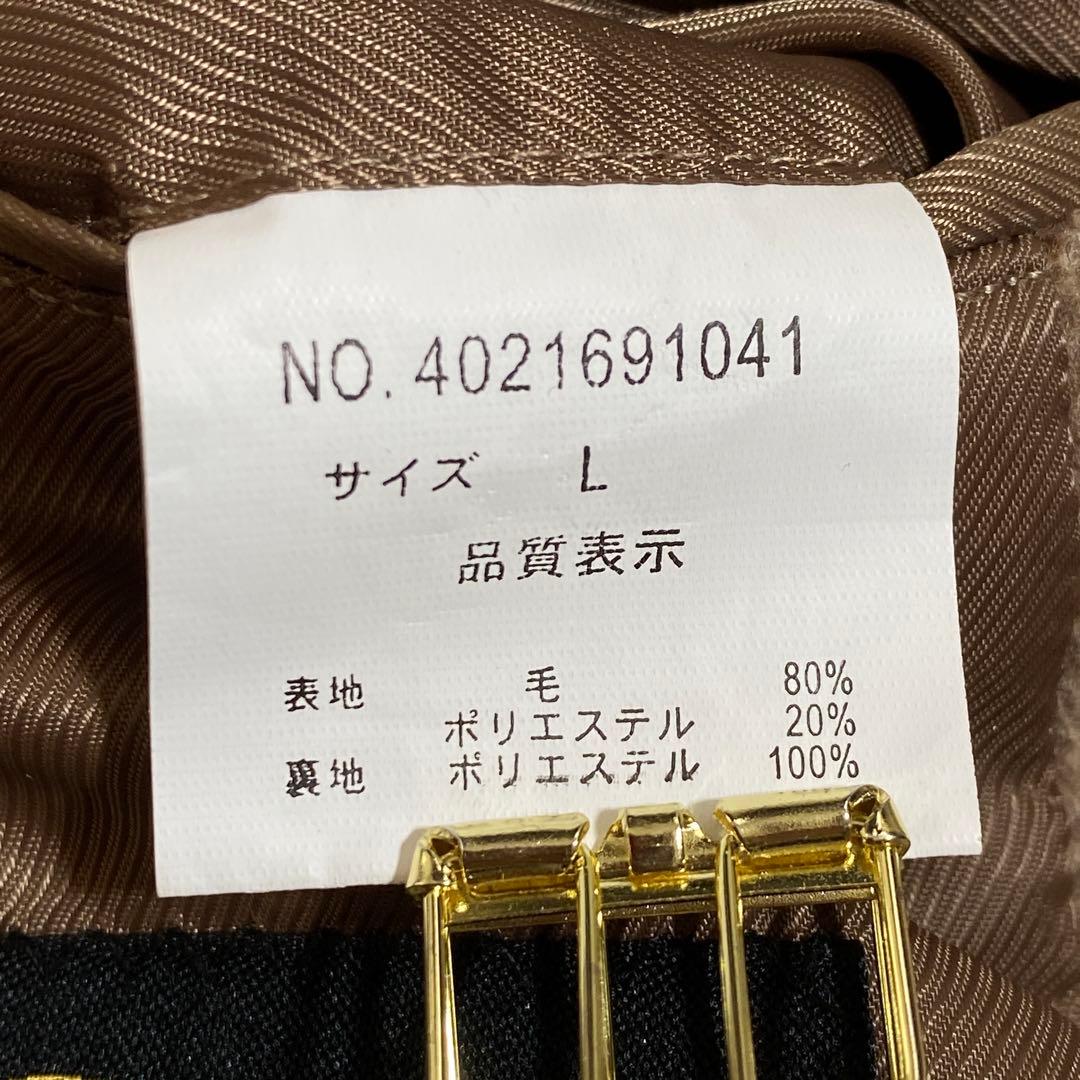 NO. 4021691041
サイズ L
品質表示
表地 毛 80%
ポリエステル 20%
裏地 ポリエステル 100%